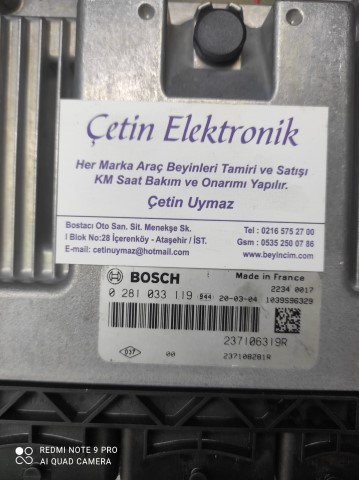 Çetin Elektronik
Her Marka Araç Beyinleri Tamiri ve Satışı
KM Saat Bakım ve Onarımı Yapılır.
Çetin Uymaz
Bostacı Oto San. Sit. Menekşe Sk.
I Blok No:28 İçerenköy - Ataşehir / İST.
E-mail: cetinuymaz@hotmail.com
Tel : 0216 575 27 00
Gsm : 0535 250 07 86
www.beyincim.com
BOSCH
Made in France
2234 0017
0 281 033 119 944 20-03-04 1039S96329
237106319R
00
237108281R
REDMI NOTE 9 PRO
AI QUAD CAMERA